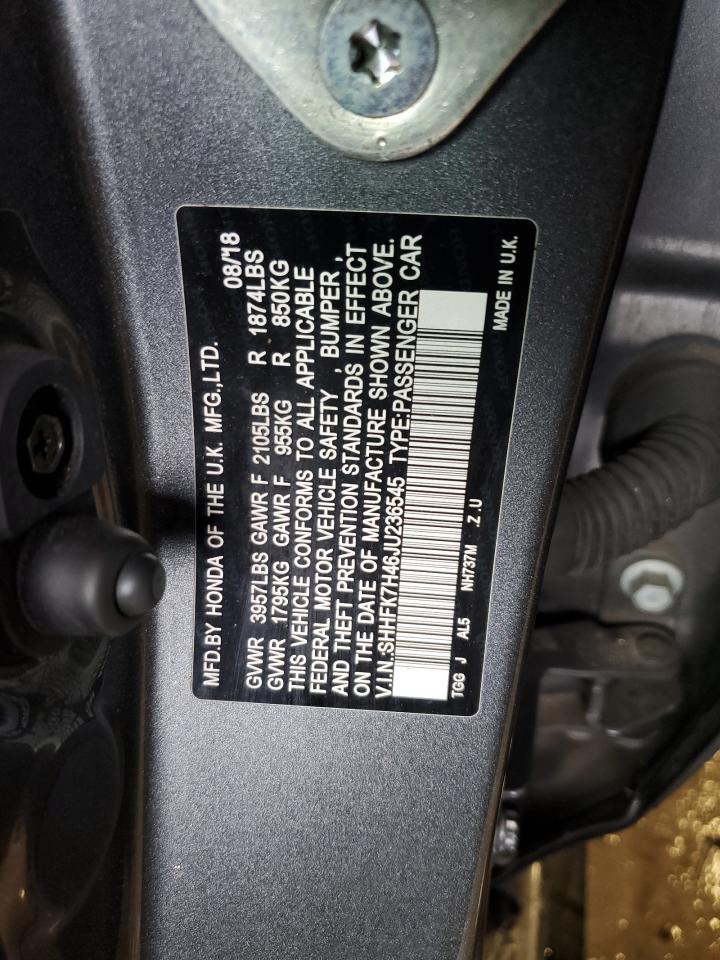 MFD.BY HONDA OF THE U.K. MFG.,LTD.
08/18
GVWR 3957LBS GAWR F 2105LBS R 1874LBS
GVWR 1795KG GAWR F 955KG R 850KG
THIS VEHICLE CONFORMS TO ALL APPLICABLE
FEDERAL MOTOR VEHICLE SAFETY , BUMPER ,
AND THEFT PREVENTION STANDARDS IN EFFECT
ON THE DATE OF MANUFACTURE SHOWN ABOVE.
V.I.N.:SHHFK7H46JU236545 TYPE:PASSENGER CAR
TGG J AL5 NH737M .Z .U MADE IN U.K.